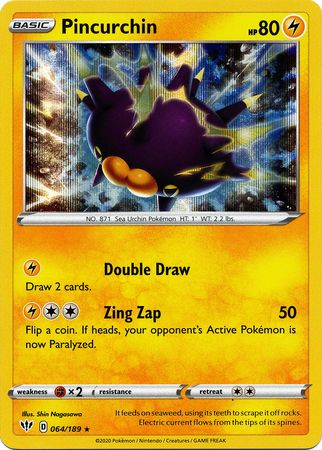 BASIC Pincurchin HP 80
NO. 871 Sea Urchin Pokémon HT: 1' WT: 2.2 lbs.
Double Draw
Draw 2 cards.
Zing Zap 50
Flip a coin. If heads, your opponent's Active Pokémon
is now Paralyzed.
weakness ×2 resistance retreat
Illus. Shin Nagasawa
D 064/189 ★
©2020 Pokémon / Nintendo / Creatures / GAME FREAK
It feeds on seaweed, using its teeth to scrape it off rocks.
Electric current flows from the tips of its spines.